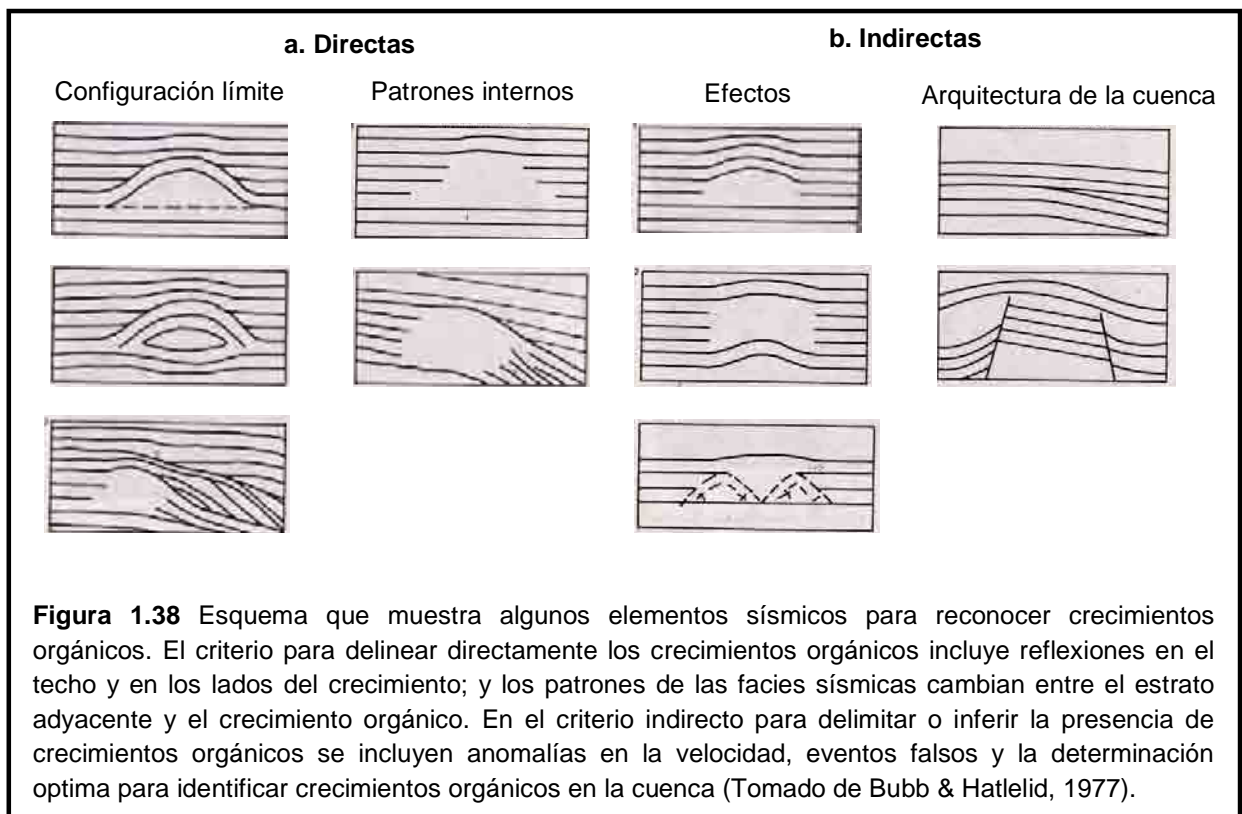 a. Directas
b. Indirectas
Configuración límite
Patrones internos
Efectos
Arquitectura de la cuenca
Figura 1.38 Esquema que muestra algunos elementos sísmicos para reconocer crecimientos
orgánicos. El criterio para delinear directamente los crecimientos orgánicos incluye reflexiones en el
techo y en los lados del crecimiento; y los patrones de las facies sísmicas cambian entre el estrato
adyacente y el crecimiento orgánico. En el criterio indirecto para delimitar o inferir la presencia de
crecimientos orgánicos se incluyen anomalías en la velocidad, eventos falsos y la determinación
optima para identificar crecimientos orgánicos en la cuenca (Tomado de Bubb & Hatlelid, 1977).